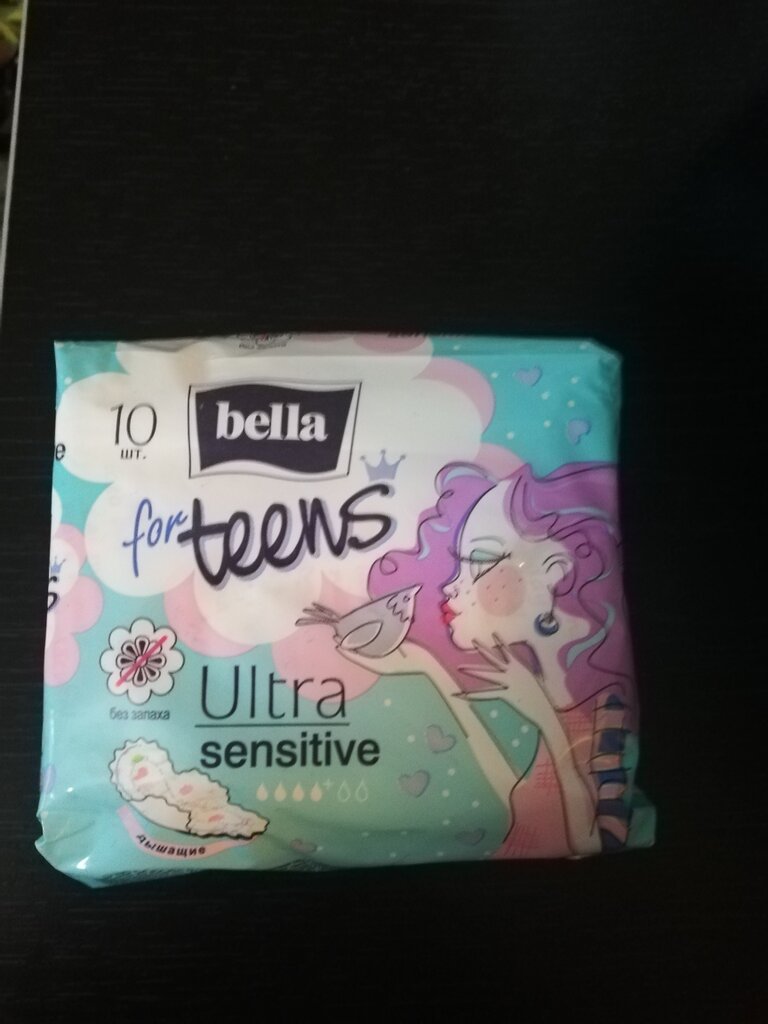 10
шт.
bella
for teens
без запаха
Ultra
sensitive
дышащие